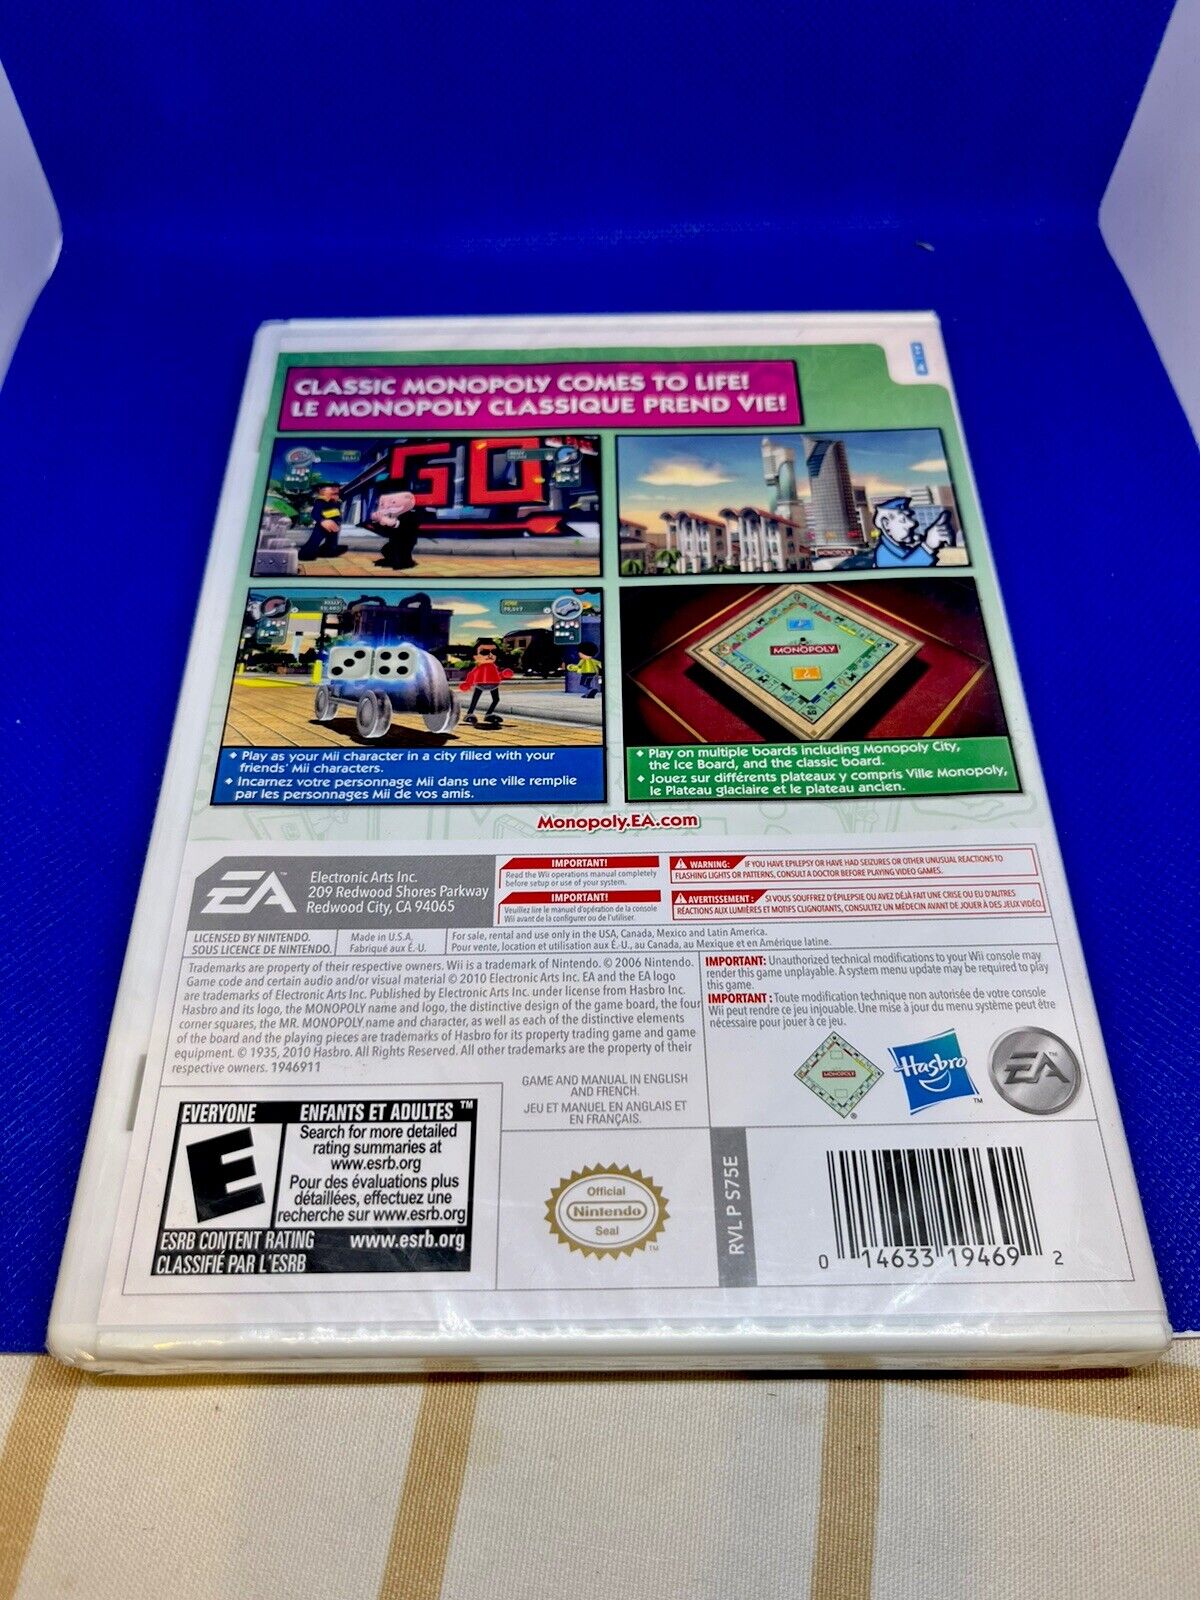 CLASSIC MONOPOLY COMES TO LIFE!
LE MONOPOLY CLASSIQUE PREND VIE!
GO
MONOPOLY
MONOPOLY
Play as your Mii character in a city filled with your
friends' Mii characters.
Incarnez votre personnage Mii dans une ville remplie
par les personnages Mii de vos amis.
Play on multiple boards including Monopoly City,
the Ice Board, and the classic board.
Jouez sur différents plateaux y compris Ville Monopoly,
le Plateau glaciaire et le plateau ancien.
Monopoly.EA.com
EA™
Electronic Arts Inc.
209 Redwood Shores Parkway
Redwood City, CA 94065
IMPORTANT!
Read the Wii operations manual completely
before setup or use of your system.
IMPORTANT!
Veuillez lire le manuel d'opération de la console
Wii avant de la configurer ou de l'utiliser.
WARNING: IF YOU HAVE EPILEPSY OR HAVE HAD SEIZURES OR OTHER UNUSUAL REACTIONS TO
FLASHING LIGHTS OR PATTERNS, CONSULT A DOCTOR BEFORE PLAYING VIDEO GAMES.
AVERTISSEMENT: SI VOUS SOUFFREZ D'ÉPILEPSIE OU AVEZ DÉJÀ FAIT UNE CRISE OU EU D'AUTRES
RÉACTIONS AUX LUMIÈRES ET MOTIFS CLIGNOTANTS, CONSULTEZ UN MÉDECIN AVANT DE JOUER À DES JEUX VIDÉO.
LICENSED BY NINTENDO.
SOUS LICENCE DE NINTENDO.
Made in U.S.A.
Fabriqué aux É.-U.
For sale, rental and use only in the USA, Canada, Mexico and Latin America.
Pour vente, location et utilisation aux É.-U., au Canada, au Mexique et en Amérique latine.
Trademarks are property of their respective owners. Wii is a trademark of Nintendo. © 2006 Nintendo.
Game code and certain audio and/or visual material © 2010 Electronic Arts Inc. EA and the EA logo
are trademarks of Electronic Arts Inc. Published by Electronic Arts Inc. under license from Hasbro Inc.
Hasbro and its logo, the MONOPOLY name and logo, the distinctive design of the game board, the four
corner squares, the MR. MONOPOLY name and character, as well as each of the distinctive elements
of the board and the playing pieces are trademarks of Hasbro for its property trading game and game
equipment. © 1935, 2010 Hasbro. All Rights Reserved. All other trademarks are the property of their
respective owners. 1946911
IMPORTANT: Unauthorized technical modifications to your Wii console may
render this game unplayable. A system menu update may be required to play
this game.
IMPORTANT : Toute modification technique non autorisée de votre console
Wii peut rendre ce jeu injouable. Une mise à jour du menu système peut être
nécessaire pour jouer à ce jeu.
GAME AND MANUAL IN ENGLISH
AND FRENCH.
JEU ET MANUEL EN ANGLAIS ET
EN FRANÇAIS.
MONOPOLY
®
Hasbro
™
EA
EVERYONE
ENFANTS ET ADULTES ™
E
Search for more detailed
rating summaries at
www.esrb.org
Pour des évaluations plus
détaillées, effectuez une
recherche sur www.esrb.org
ESRB CONTENT RATING www.esrb.org
CLASSIFIÉ PAR L'ESRB
Official
Nintendo
Seal
™
RVL P S75E
0 14633 19469 2